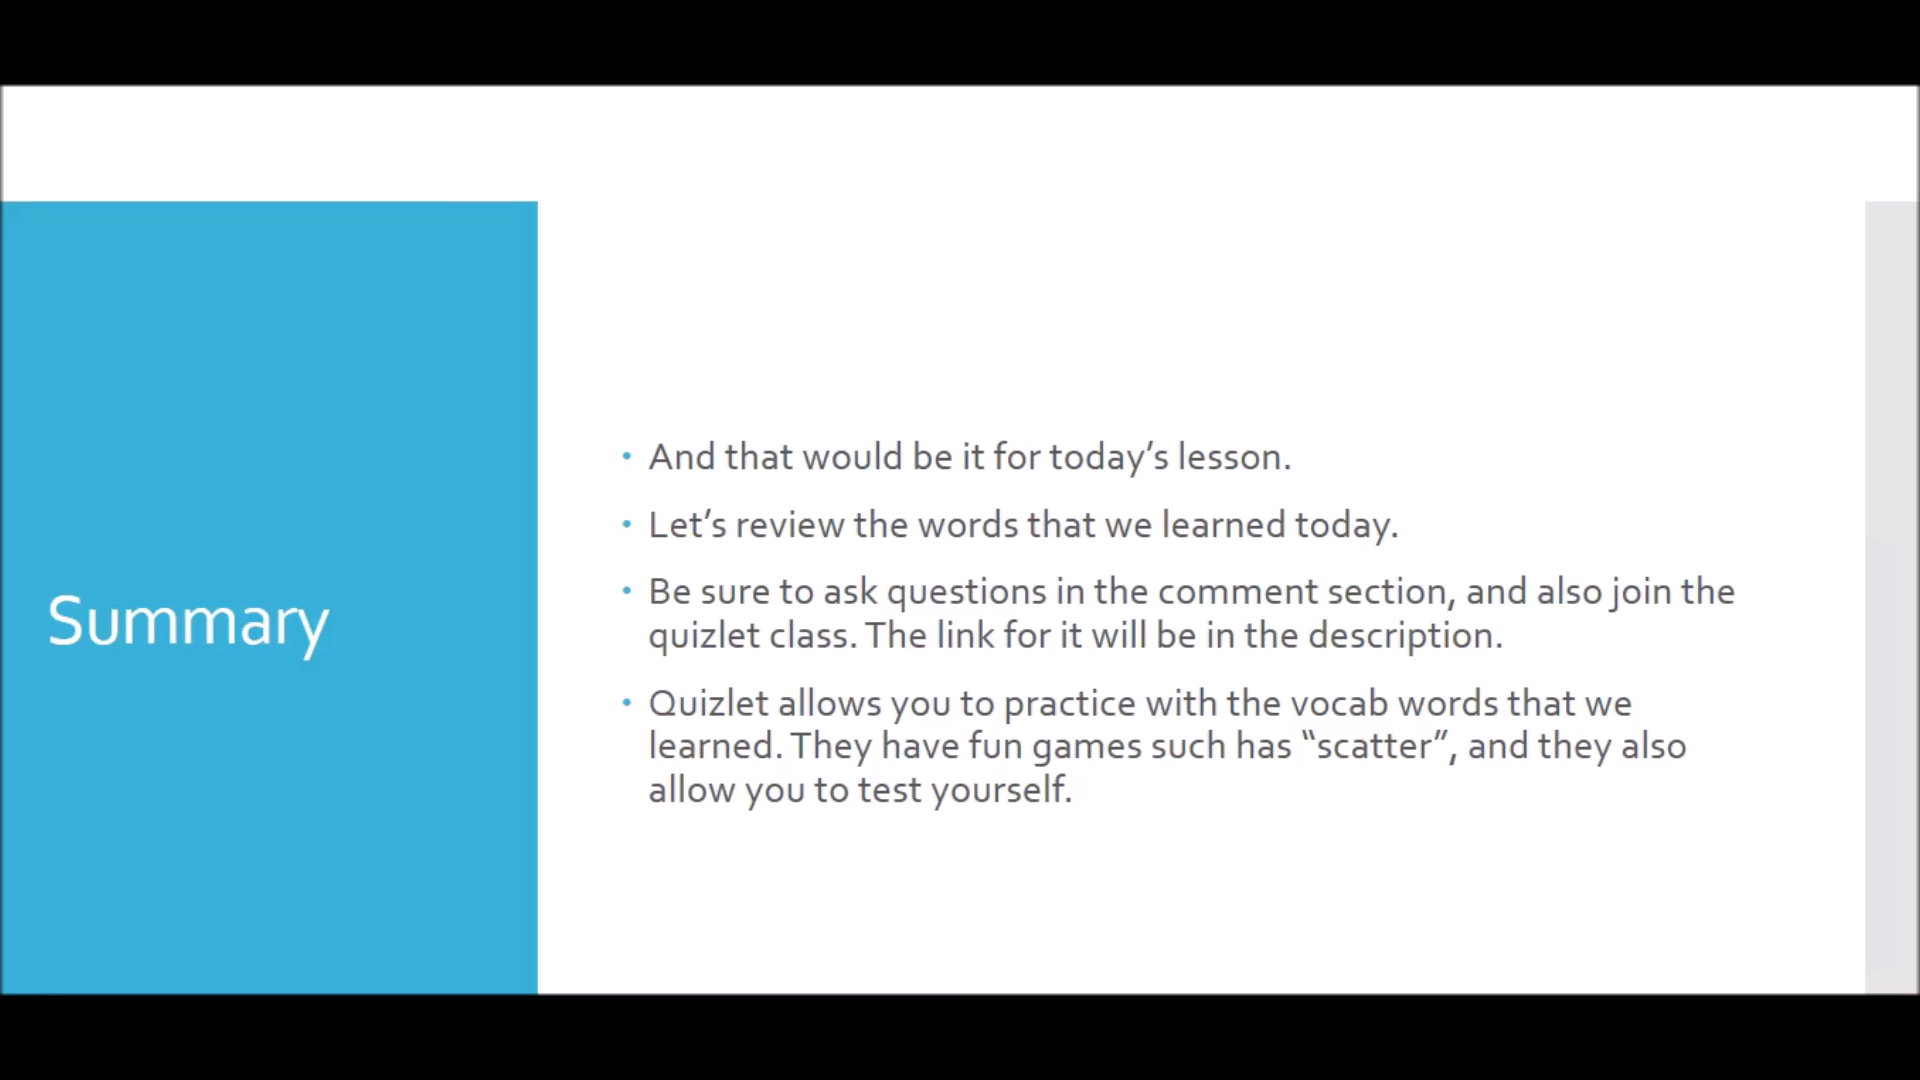 Summary
• And that would be it for today’s lesson.
• Let’s review the words that we learned today.
• Be sure to ask questions in the comment section, and also join the
quizlet class. The link for it will be in the description.
• Quizlet allows you to practice with the vocab words that we
learned. They have fun games such has “scatter”, and they also
allow you to test yourself.